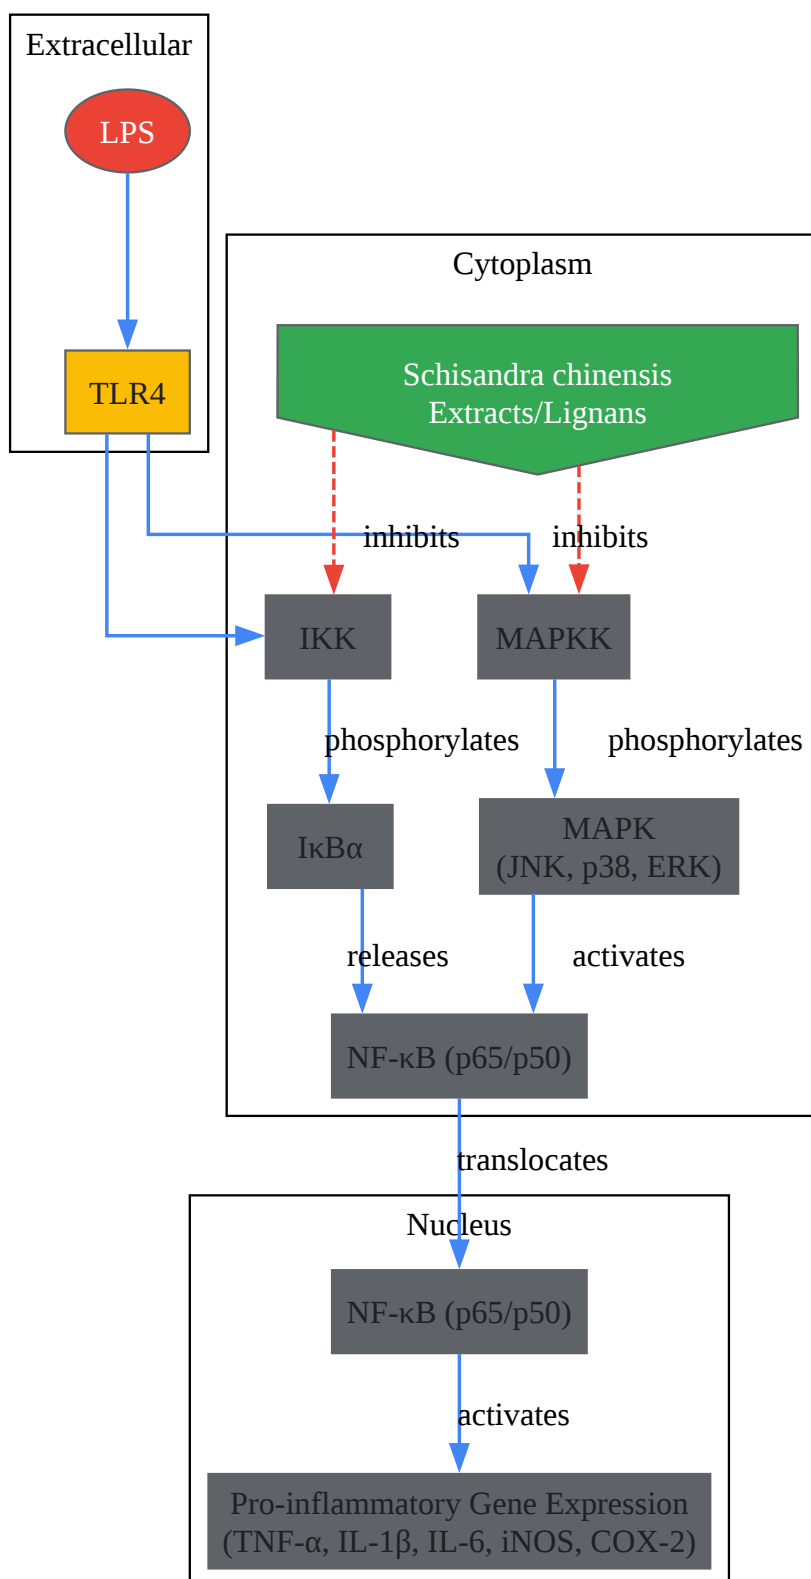 Extracellular
LPS
TLR4
Cytoplasm
Schisandra chinensis
Extracts/Lignans
inhibits
inhibits
IKK
MAPKK
phosphorylates
phosphorylates
IκBα
MAPK
(JNK, p38, ERK)
releases
activates
NF-κB (p65/p50)
translocates
Nucleus
NF-κB (p65/p50)
activates
Pro-inflammatory Gene Expression
(TNF-α, IL-1β, IL-6, iNOS, COX-2)